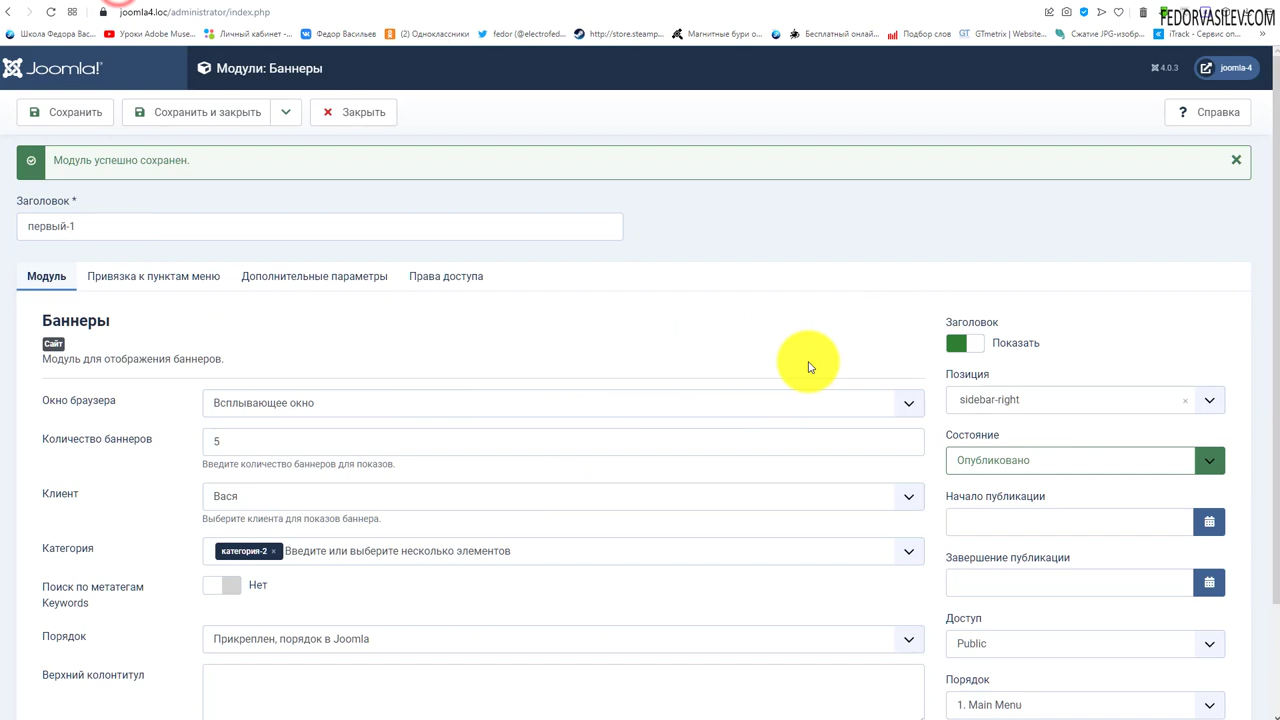 joomla4.loc/administrator/index.php
FEDORVASILEV.COM
Школа Федора Вас...
Уроки Adobe Muse...
Личный кабинет -...
Федор Васильев
(2) Одноклассники
fedor (@electrofed...
http://store.steamp...
Магнитные бури о...
Бесплатный онлай...
Подбор слов
GTmetrix | Website...
Сжатие JPG-изобр...
iTrack - Сервис оп...
Joomla!
Модули: Баннеры
4.0.3
joomla-4
Сохранить
Сохранить и закрыть
Закрыть
? Справка
Модуль успешно сохранен.
Заголовок *
первый-1
Модуль
Привязка к пунктам меню
Дополнительные параметры
Права доступа
Баннеры
Сайт
Модуль для отображения баннеров.
Окно браузера
Всплывающее окно
Количество баннеров
5
Введите количество баннеров для показов.
Клиент
Вася
Выберите клиента для показов баннера.
Категория
категория-2 ×
Введите или выберите несколько элементов
Поиск по метатегам
Keywords
Нет
Порядок
Прикреплен, порядок в Joomla
Верхний колонтитул
Заголовок
Показать
Позиция
sidebar-right ×
Состояние
Опубликовано
Начало публикации
Завершение публикации
Доступ
Public
Порядок
1. Main Menu